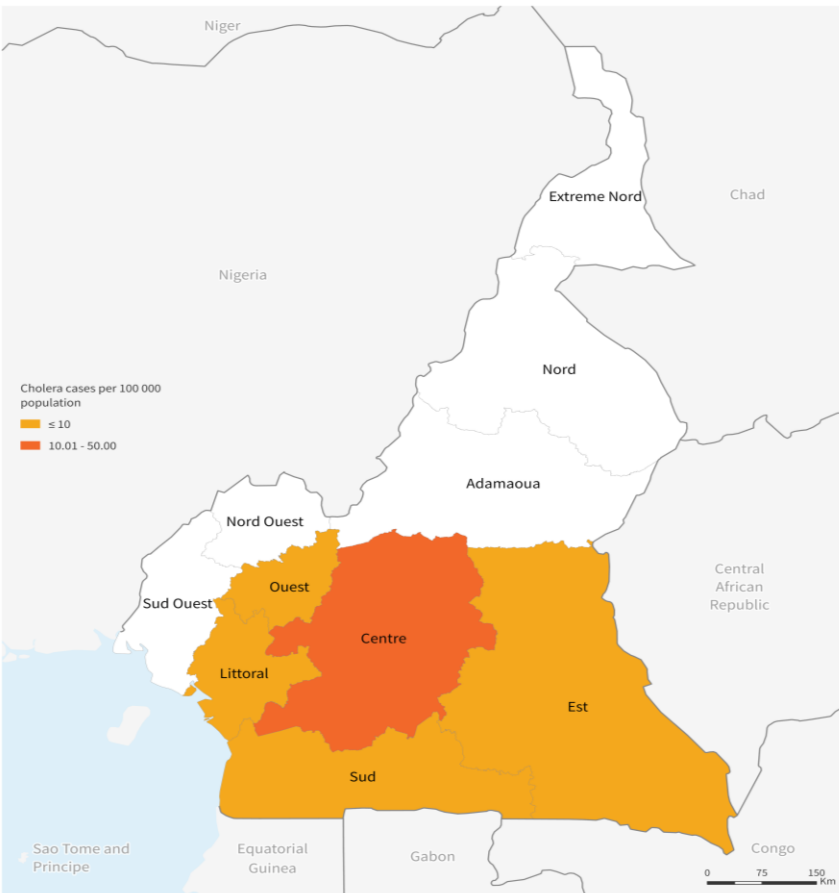 Niger
Extreme Nord
Chad
Nigeria
Nord
Cholera cases per 100 000
population
≤ 10
10.01 - 50.00
Adamaoua
Nord Ouest
Central
African
Republic
Ouest
Sud Ouest
Centre
Littoral
Est
Sud
Sao Tome and
Principe
Equatorial
Guinea
Gabon
Congo
0 75 150
Km